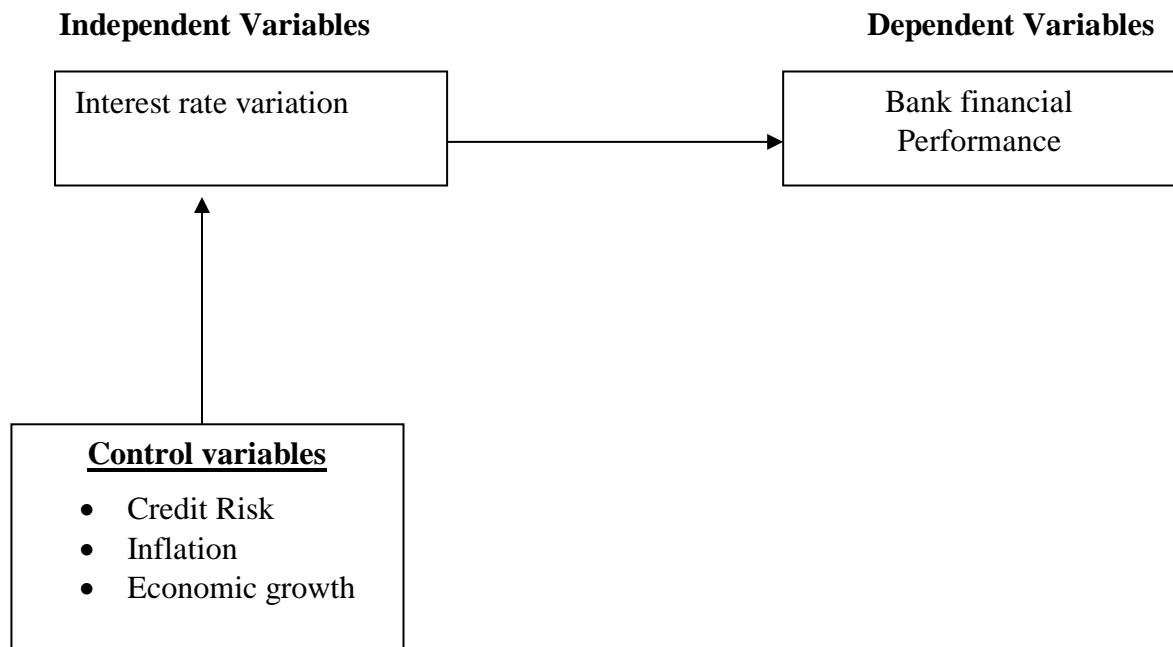 Independent Variables
Dependent Variables
Interest rate variation
Bank financial
Performance
Control variables
• Credit Risk
• Inflation
• Economic growth